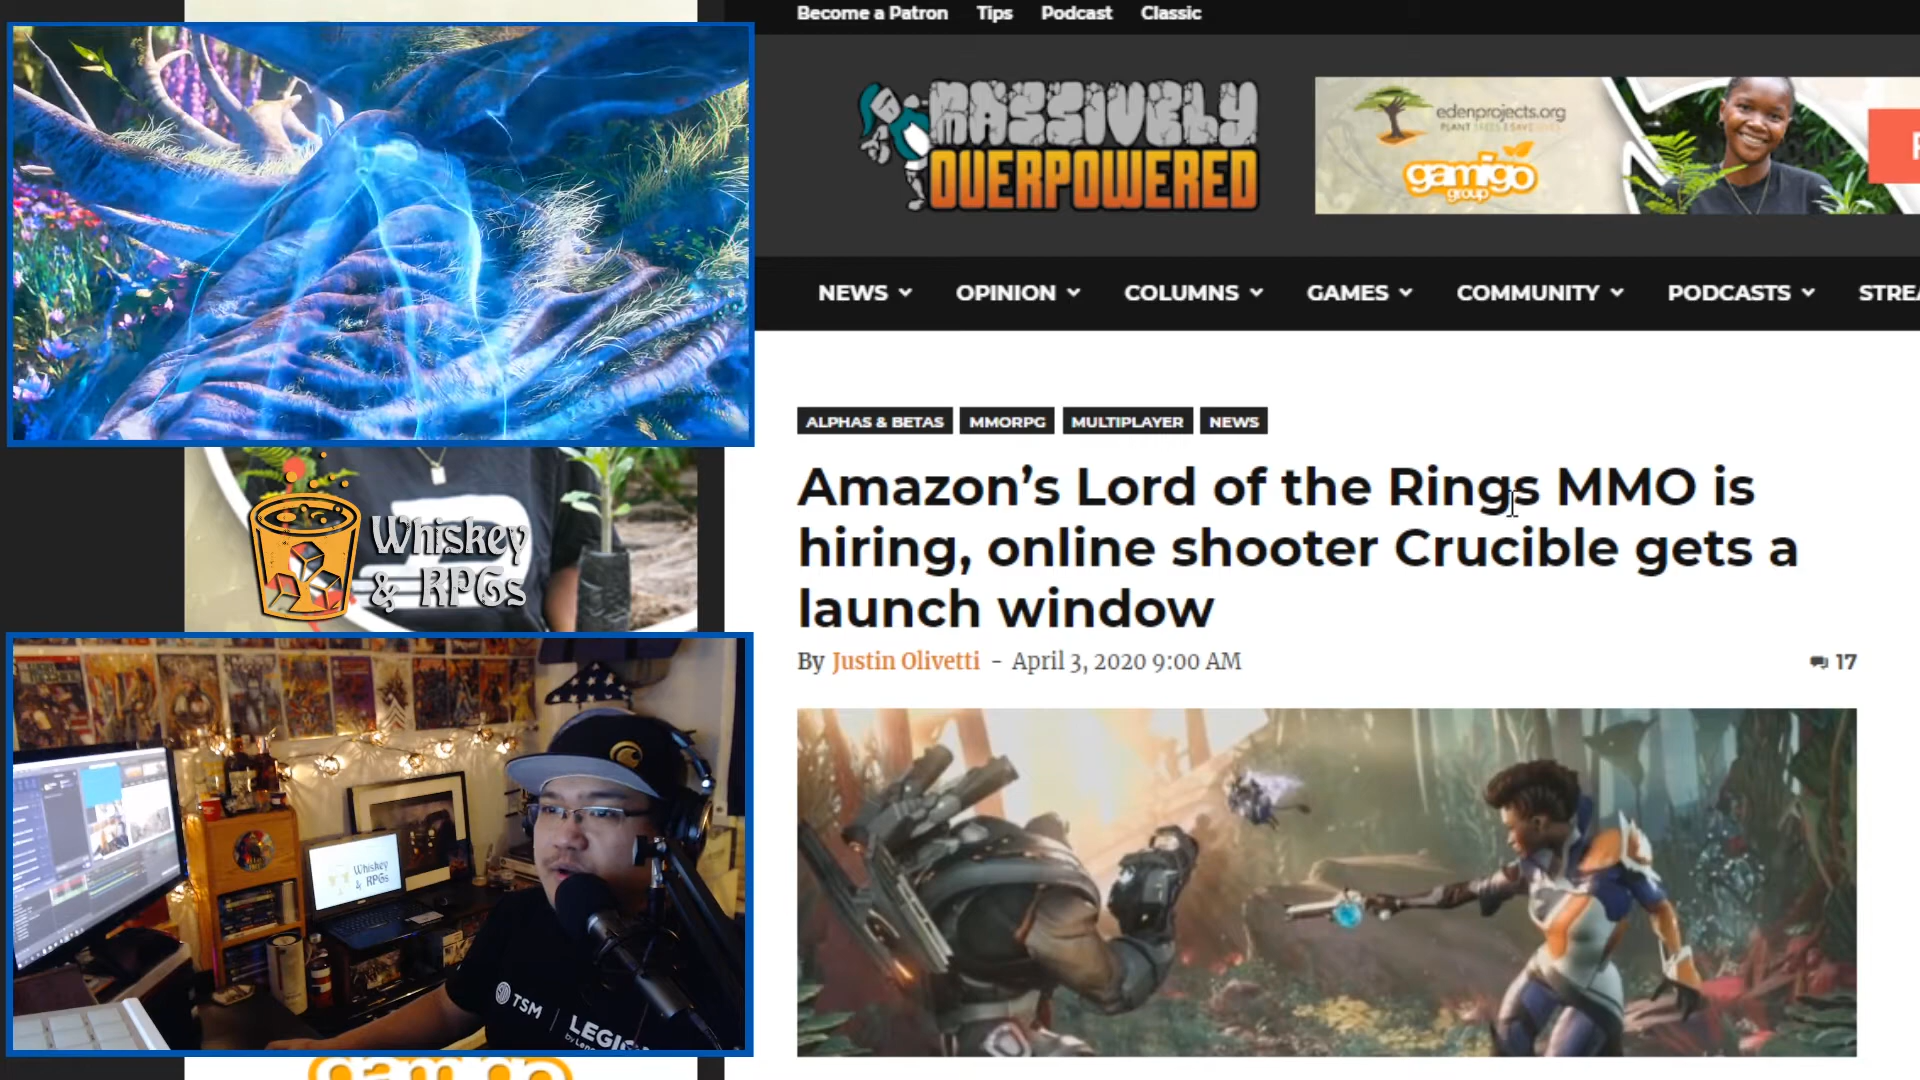 Become a Patron Tips Podcast Classic
MASSIVELY
OVERPOWERED
edenprojects.org
gamigo
group
NEWS OPINION COLUMNS GAMES COMMUNITY PODCASTS
ALPHAS & BETAS MMORPG MULTIPLAYER NEWS
Amazon’s Lord of the Rings MMO is
hiring, online shooter Crucible gets a
launch window
By Justin Olivetti - April 3, 2020 9:00 AM
17
Whiskey
& RPGs
Whiskey
& RPGs
TSM